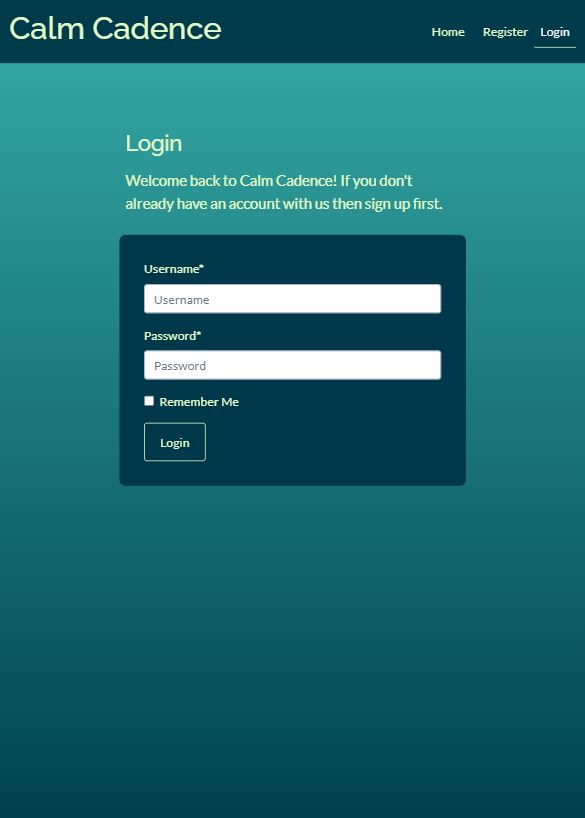 Calm Cadence
Home Register Login
Login
Welcome back to Calm Cadence! If you don't
already have an account with us then sign up first.
Username*
Username
Password*
Password
Remember Me
Login